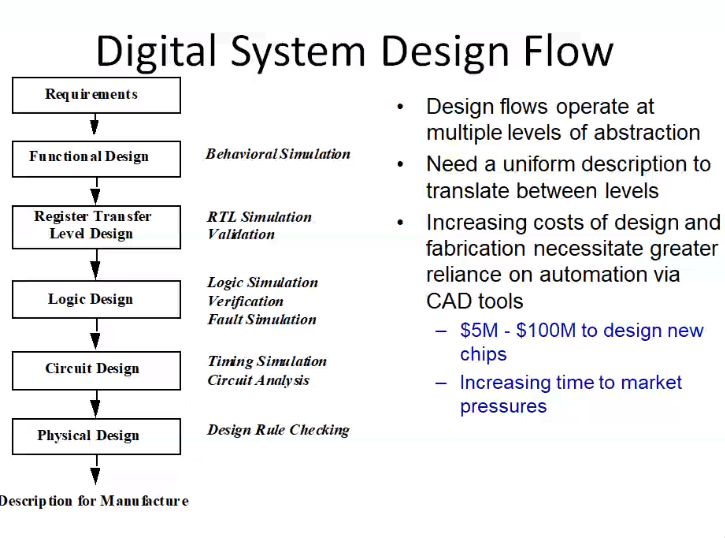 Digital System Design Flow
Requirements
Functional Design
Behavioral Simulation
Register Transfer
Level Design
RTL Simulation
Validation
Logic Design
Logic Simulation
Verification
Fault Simulation
Circuit Design
Timing Simulation
Circuit Analysis
Physical Design
Design Rule Checking
Description for Manufacture
• Design flows operate at
multiple levels of abstraction
• Need a uniform description to
translate between levels
• Increasing costs of design and
fabrication necessitate greater
reliance on automation via
CAD tools
– $5M - $100M to design new
chips
– Increasing time to market
pressures